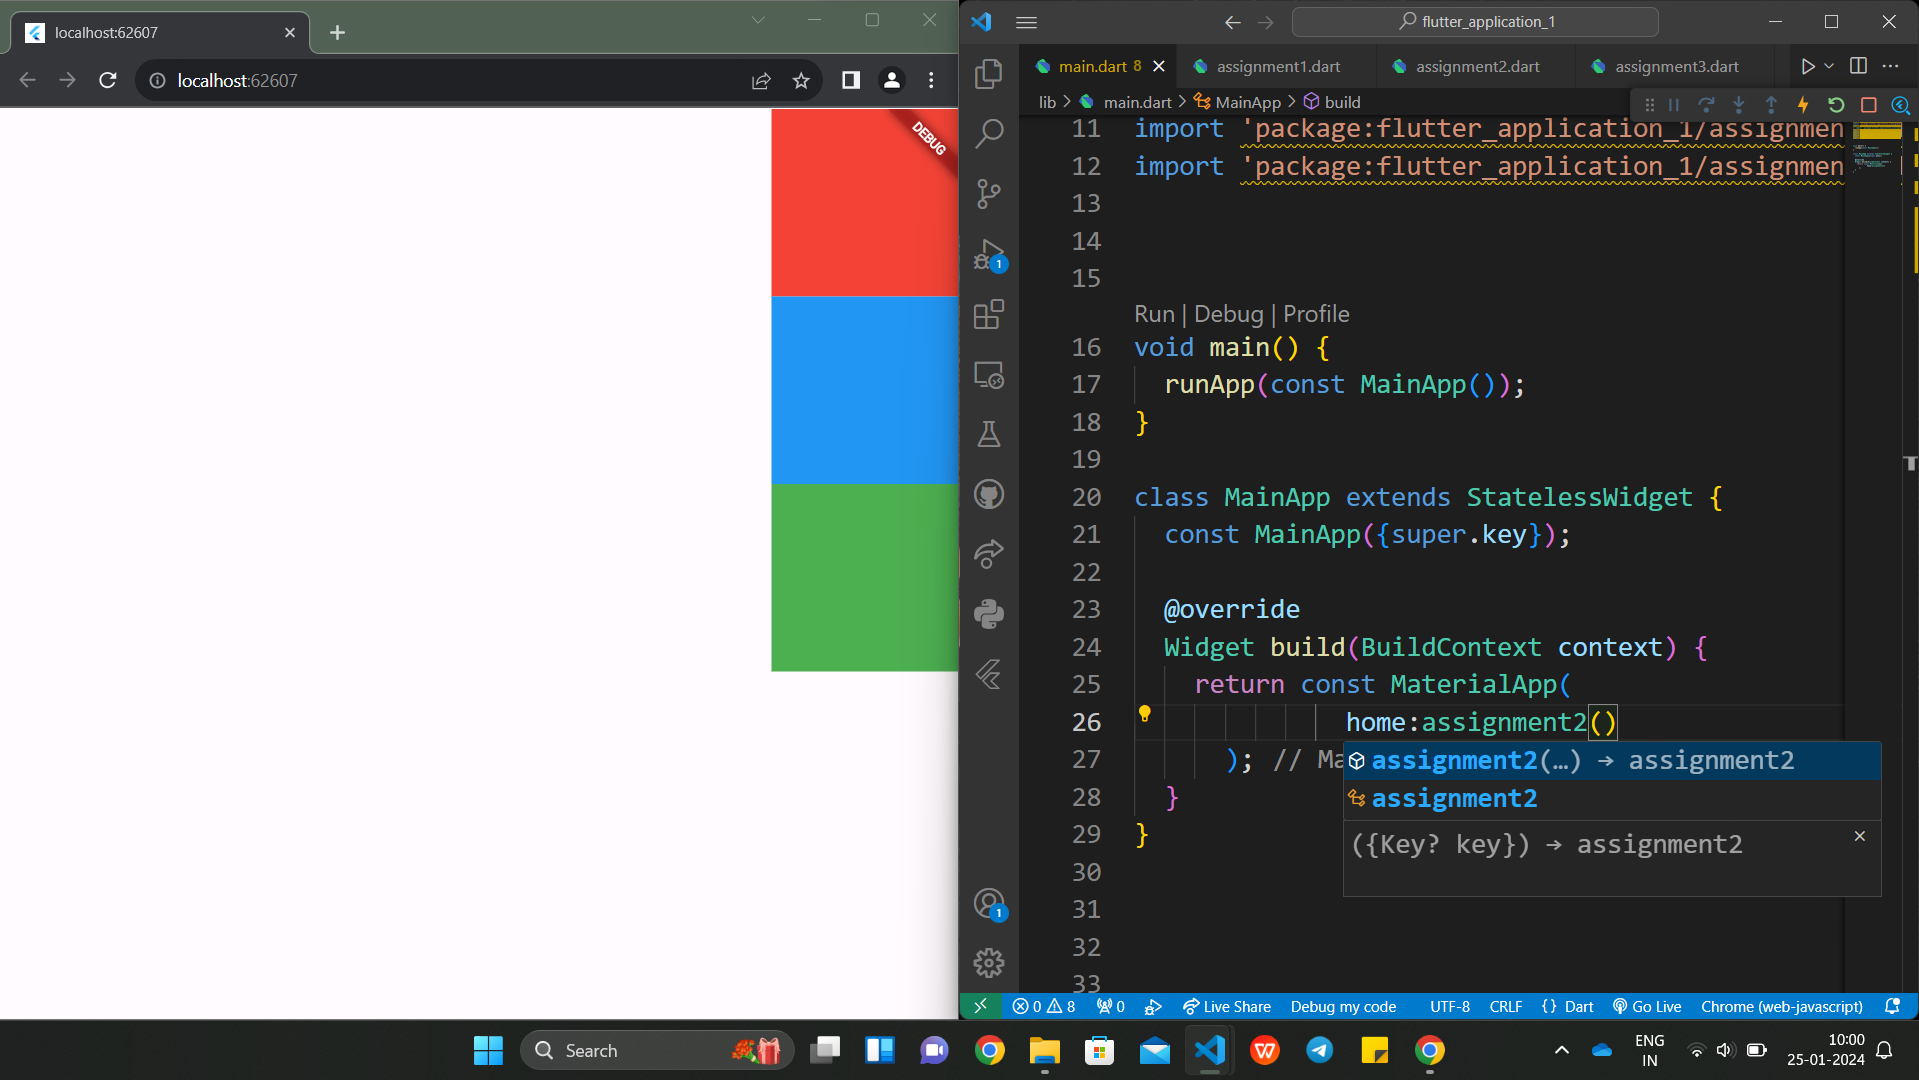 localhost:62607
localhost:62607
DEBUG
flutter_application_1
main.dart 8
assignment1.dart
assignment2.dart
assignment3.dart
lib > main.dart > MainApp > build
11 import 'package:flutter_application_1/assignmen
12 import 'package:flutter_application_1/assignmen
13
14
15
Run | Debug | Profile
16 void main() {
17 runApp(const MainApp());
18 }
19
20 class MainApp extends StatelessWidget {
21 const MainApp({super.key});
22
23 @override
24 Widget build(BuildContext context) {
25 return const MaterialApp(
26 home:assignment2()
27 ); // Ma
assignment2(…) → assignment2
28 }
assignment2
29 }
({Key? key}) → assignment2
30
31
32
33
1
1
0 8 0 Live Share Debug my code UTF-8 CRLF {} Dart Go Live Chrome (web-javascript)
Search
ENG
IN
10:00
25-01-2024